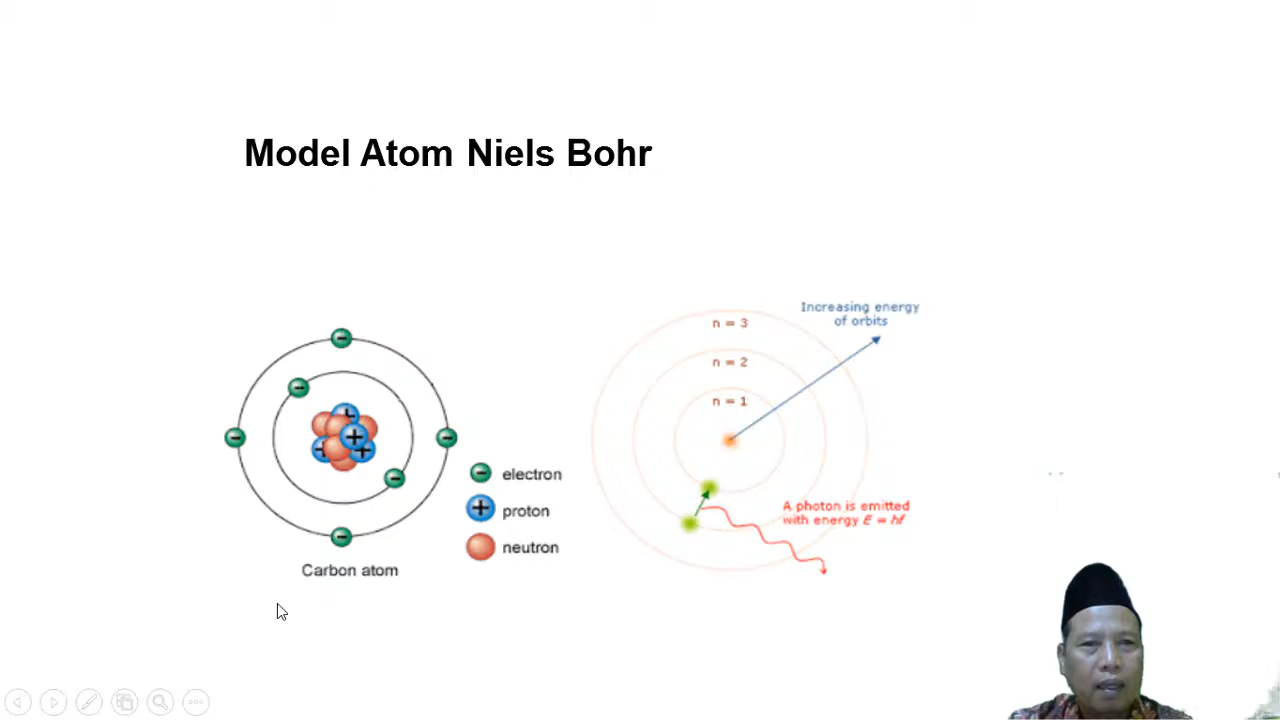 Model Atom Niels Bohr
electron
proton
neutron
Carbon atom
Increasing energy
of orbits
n = 3
n = 2
n = 1
A photon is emitted
with energy E = hf